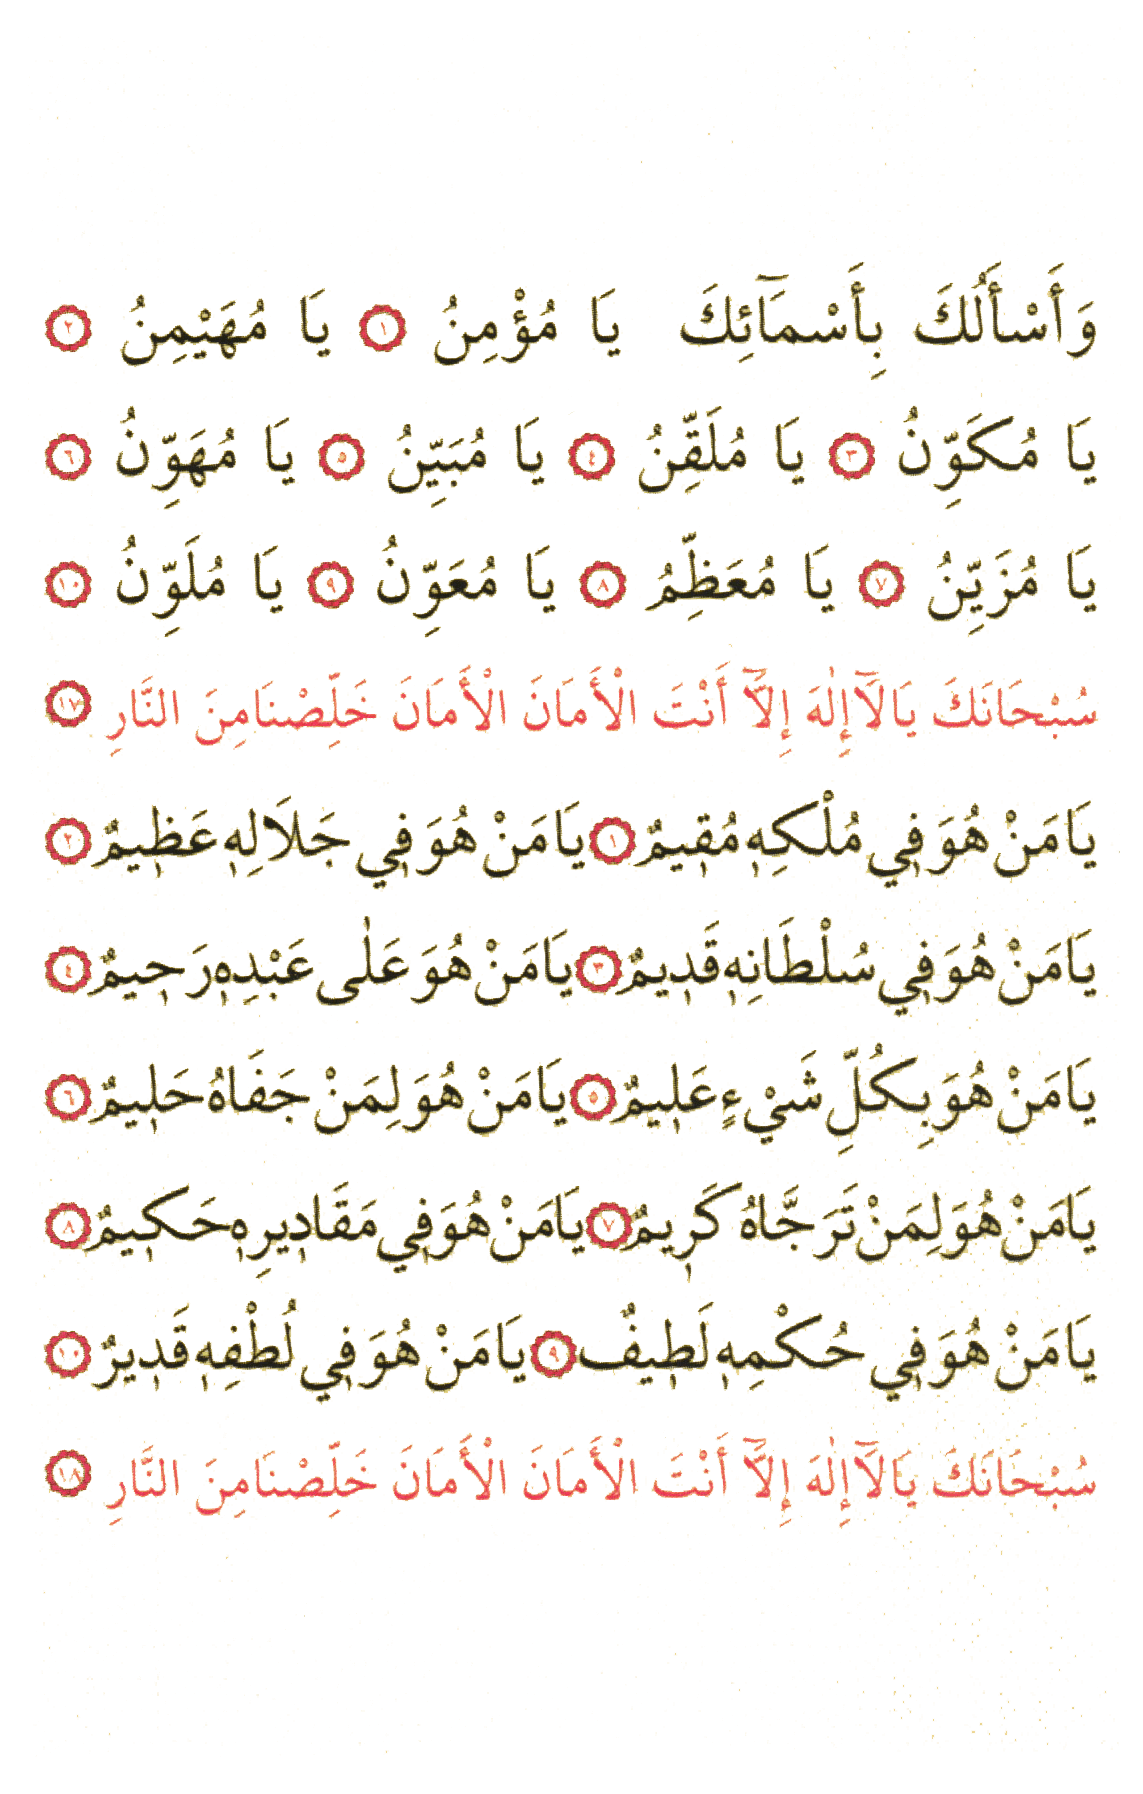 وَأَسْأَلُكَ بِأَسْمَآئِكَ يَا مُؤْمِنُ ١ يَا مُهَيْمِنُ ٢
يَا مُكَوِّنُ ٣ يَا مُلَقِّنُ ٤ يَا مُبَيِّنُ ٥ يَا مُهَوِّنُ ٦
يَا مُزَيِّنُ ٧ يَا مُعَظِّمُ ٨ يَا مُعَوِّنُ ٩ يَا مُلَوِّنُ ١٠
سُبْحَانَكَ يَالَآإِلٰهَ إِلَّآ أَنْتَ الْأَمَانَ الْأَمَانَ خَلِّصْنَامِنَ النَّارِ ١٧
يَامَنْ هُوَفِي مُلْكِهِ مُقِيمٌ ١ يَامَنْ هُوَفِي جَلَالِهِ عَظِيمٌ ٢
يَامَنْ هُوَفِي سُلْطَانِهِ قَدِيمٌ ٣ يَامَنْ هُوَ عَلٰى عَبْدِهِ رَحِيمٌ ٤
يَامَنْ هُوَبِكُلِّ شَيْءٍ عَلِيمٌ ٥ يَامَنْ هُوَلِمَنْ جَفَاهُ حَلِيمٌ ٦
يَامَنْ هُوَلِمَنْ تَرَجَّاهُ كَرِيمٌ ٧ يَامَنْ هُوَفِي مَقَادِيرِهِ حَكِيمٌ ٨
يَامَنْ هُوَفِي حُكْمِهِ لَطِيفٌ ٩ يَامَنْ هُوَفِي لُطْفِهِ قَدِيرٌ ١٠
سُبْحَانَكَ يَالَآإِلٰهَ إِلَّآ أَنْتَ الْأَمَانَ الْأَمَانَ خَلِّصْنَامِنَ النَّارِ ١٨